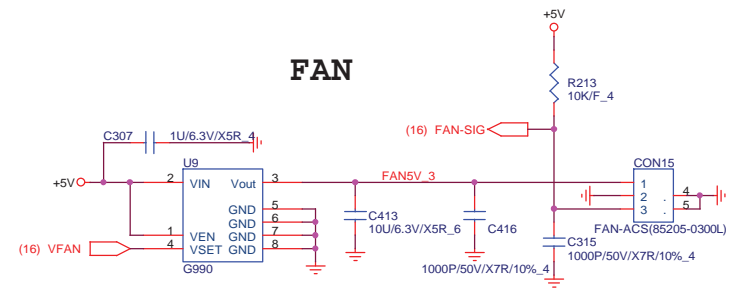 +5V
FAN
R213
10K/F_4
(16) FAN-SIG
C307
1U/6.3V/X5R_4
U9
CON15
+5V
2 VIN Vout 3
FAN5V_3
1
GND 5
2 . 4
GND 6
C413
3 . 5
1 VEN GND 7
10U/6.3V/X5R_6
C416
FAN-ACS(85205-0300L)
(16) VFAN
4 VSET GND 8
C315
1000P/50V/X7R/10%_4
G990
1000P/50V/X7R/10%_4